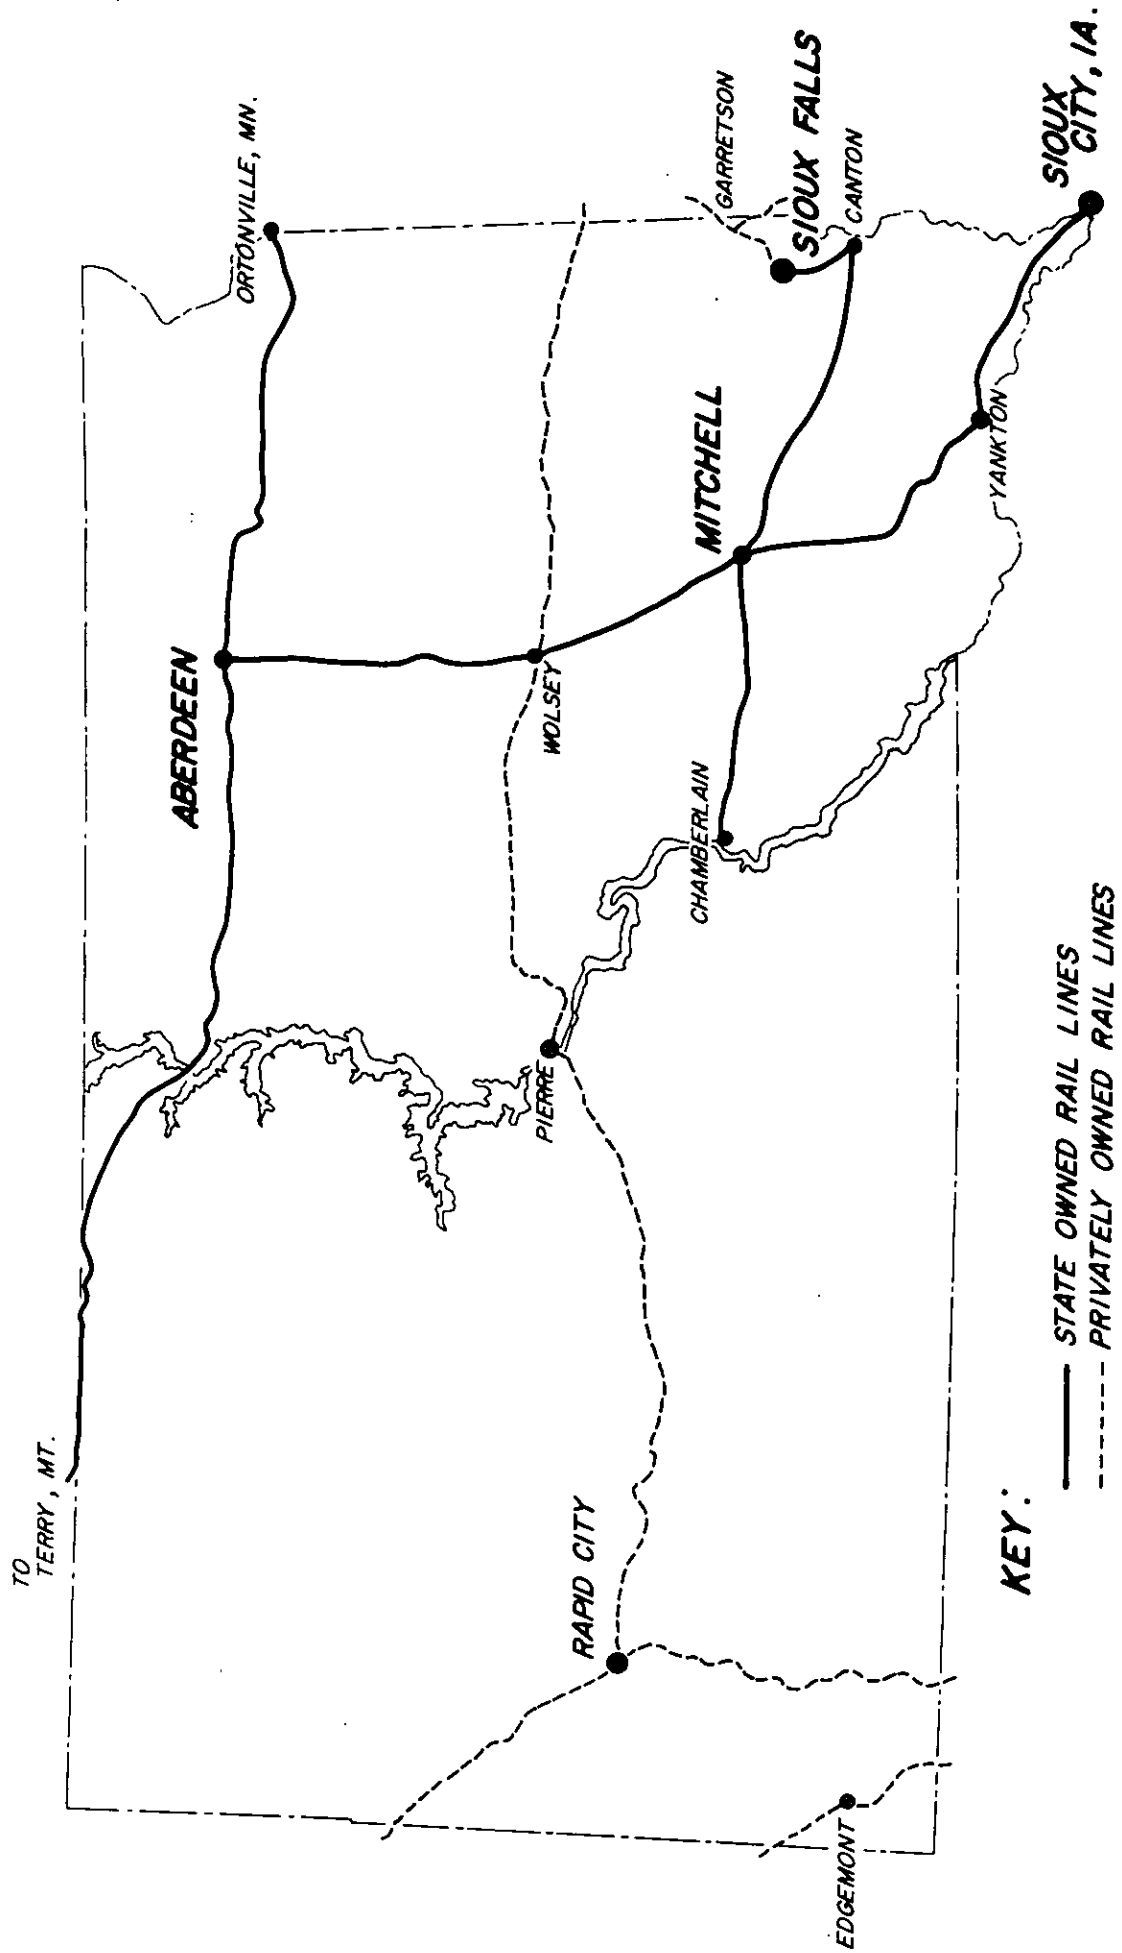 TO
TERRY, MT.
ABERDEEN
ORTONVILLE, MN.
WOLSEY
PIERRE
RAPID CITY
CHAMBERLAIN
MITCHELL
GARRETSON
SIOUX FALLS
CANTON
EDGEMONT
YANKTON
SIOUX
CITY, IA.
KEY:
STATE OWNED RAIL LINES
PRIVATELY OWNED RAIL LINES